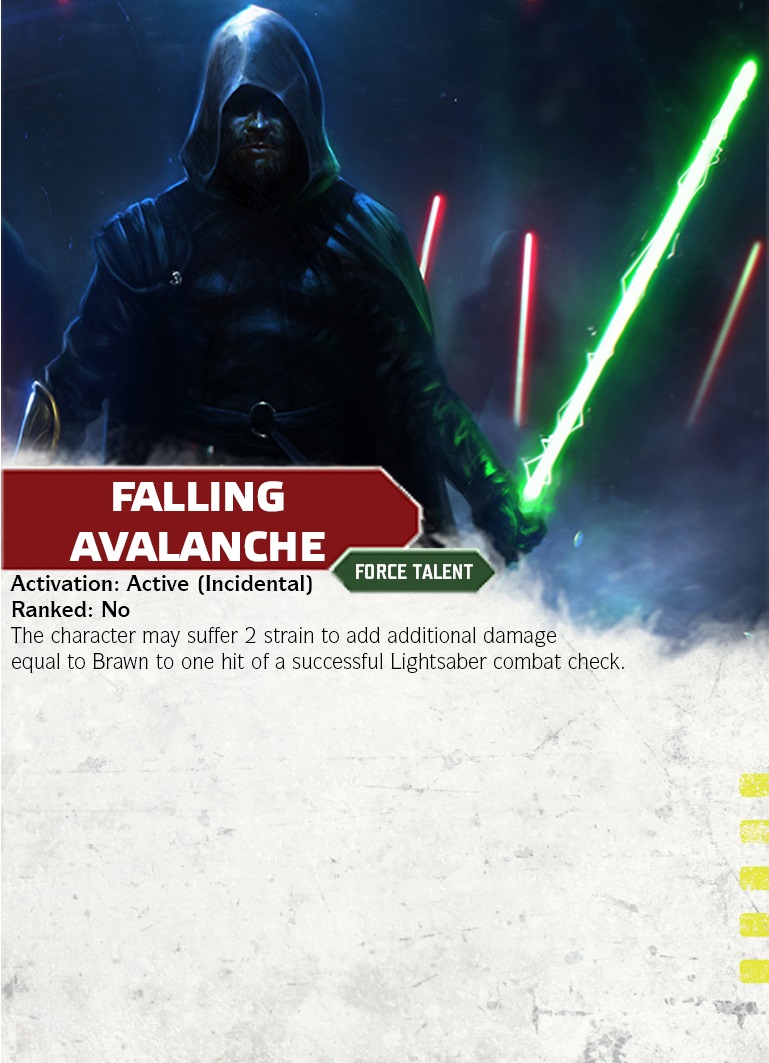 FALLING
AVALANCHE
FORCE TALENT
Activation: Active (Incidental)
Ranked: No
The character may suffer 2 strain to add additional damage
equal to Brawn to one hit of a successful Lightsaber combat check.